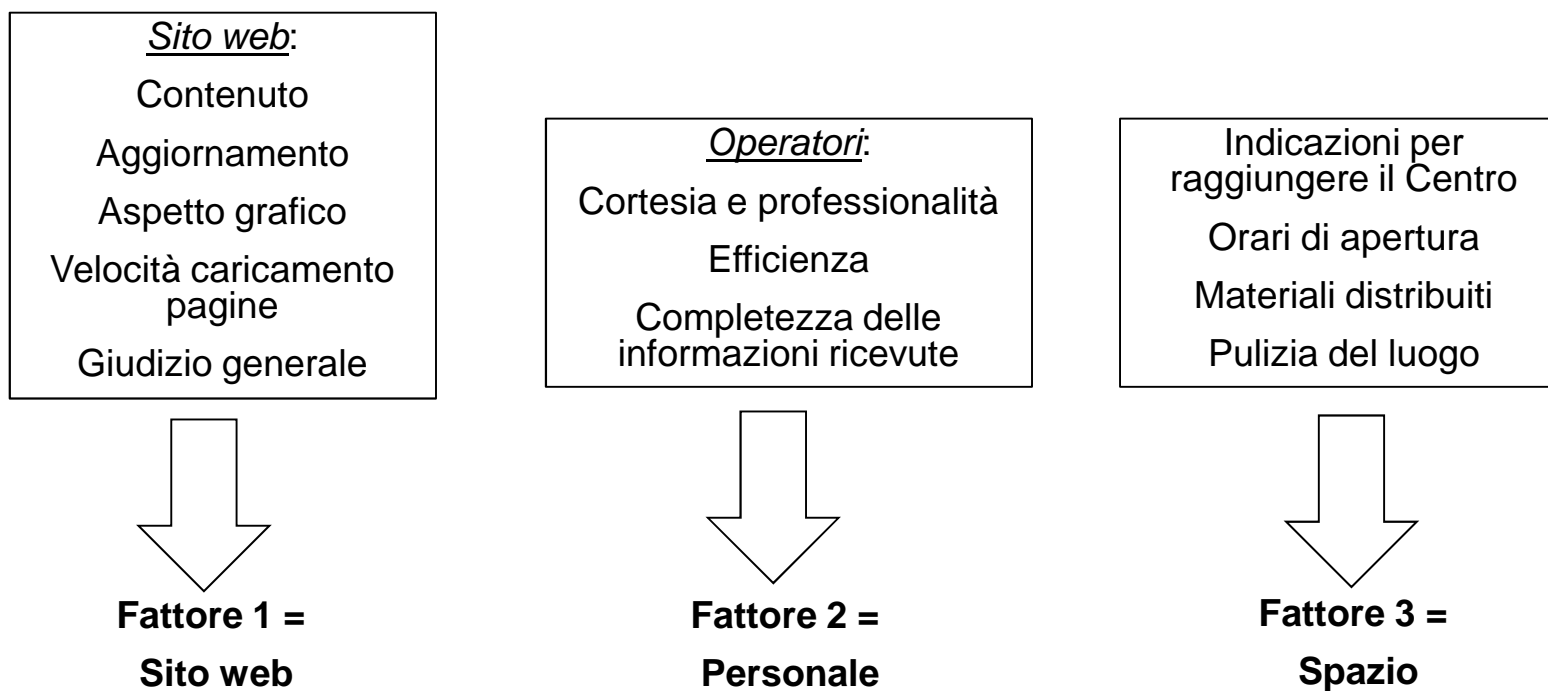 Sito web:
Contenuto
Aggiornamento
Aspetto grafico
Velocità caricamento
pagine
Giudizio generale
Operatori:
Cortesia e professionalità
Efficienza
Completezza delle
informazioni ricevute
Indicazioni per
raggiungere il Centro
Orari di apertura
Materiali distribuiti
Pulizia del luogo
Fattore 1 =
Sito web
Fattore 2 =
Personale
Fattore 3 =
Spazio